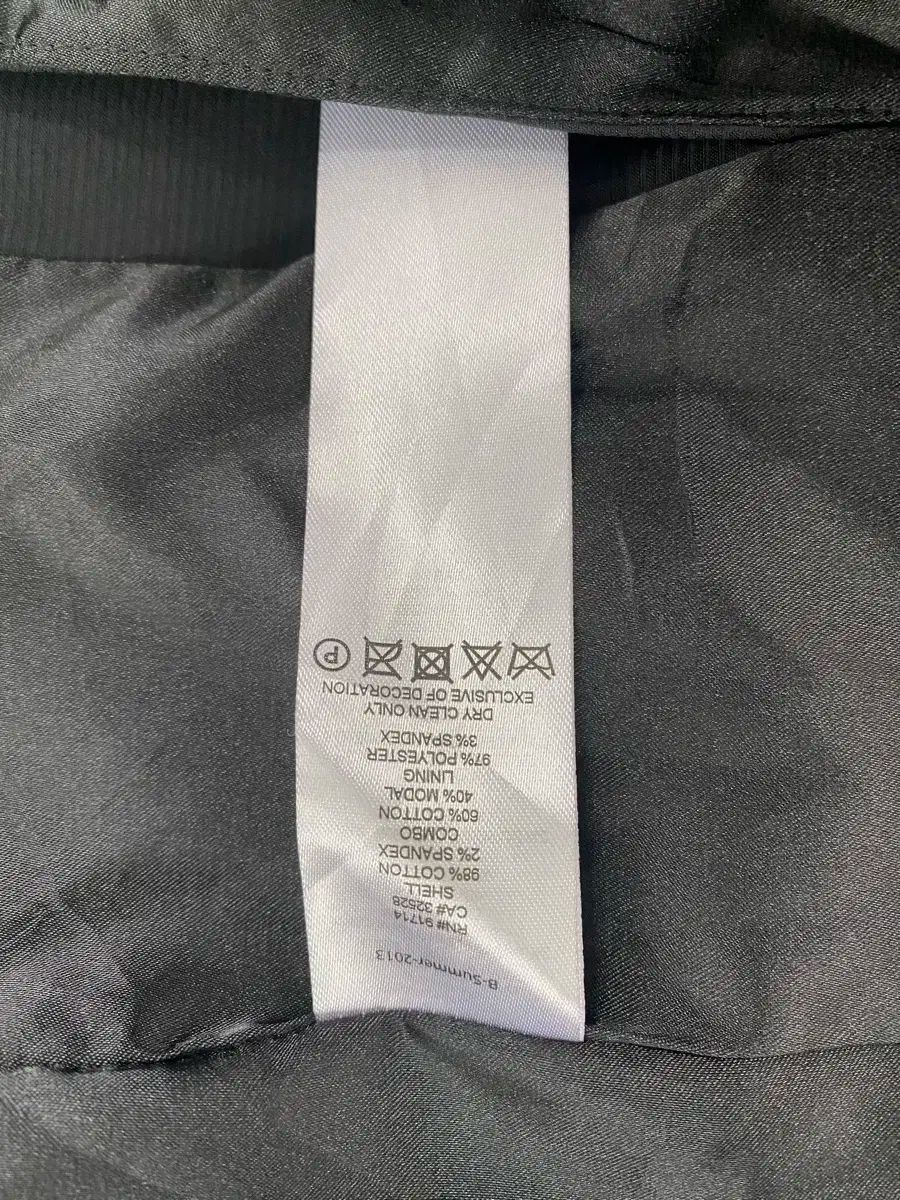 B-Summer-2013
RN# 91714
CA# 32528
SHELL
98% COTTON
2% SPANDEX
COMBO
60% COTTON
40% MODAL
LINING
97% POLYESTER
3% SPANDEX
DRY CLEAN ONLY
EXCLUSIVE OF DECORATION
P